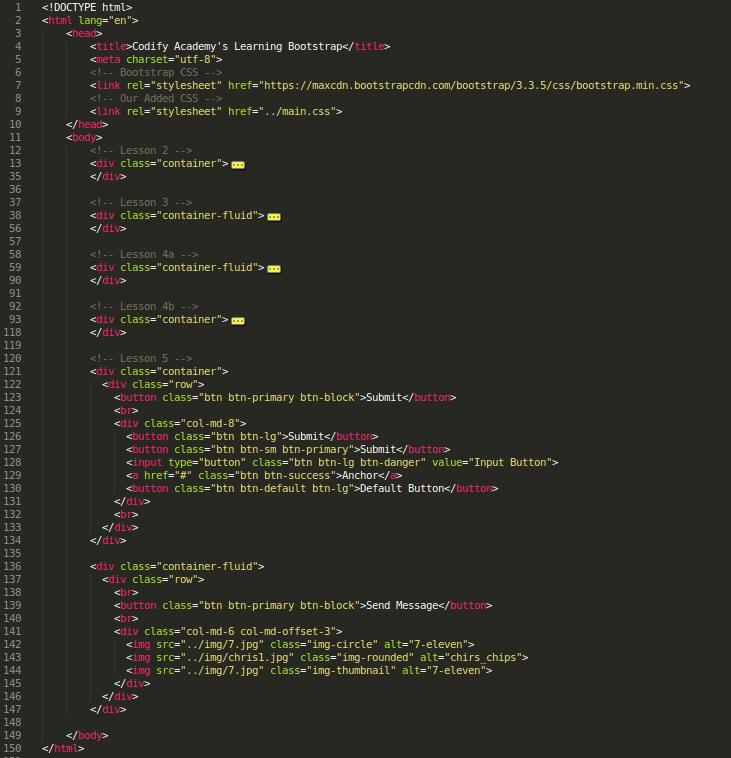 1 <!DOCTYPE html>
2 <html lang="en">
3 <head>
4 <title>Codify Academy's Learning Bootstrap</title>
5 <meta charset="utf-8">
6 <!-- Bootstrap CSS -->
7 <link rel="stylesheet" href="https://maxcdn.bootstrapcdn.com/bootstrap/3.3.5/css/bootstrap.min.css">
8 <!-- Our Added CSS -->
9 <link rel="stylesheet" href="../main.css">
10 </head>
11 <body>
12 <!-- Lesson 2 -->
13 <div class="container">
35 </div>
36
37 <!-- Lesson 3 -->
38 <div class="container-fluid">
56 </div>
57
58 <!-- Lesson 4a -->
59 <div class="container-fluid">
90 </div>
91
92 <!-- Lesson 4b -->
93 <div class="container">
118 </div>
119
120 <!-- Lesson 5 -->
121 <div class="container">
122 <div class="row">
123 <button class="btn btn-primary btn-block">Submit</button>
124 <br>
125 <div class="col-md-8">
126 <button class="btn btn-lg">Submit</button>
127 <button class="btn btn-sm btn-primary">Submit</button>
128 <input type="button" class="btn btn-lg btn-danger" value="Input Button">
129 <a href="#" class="btn btn-success">Anchor</a>
130 <button class="btn btn-default btn-lg">Default Button</button>
131 </div>
132 <br>
133 </div>
134 </div>
135
136 <div class="container-fluid">
137 <div class="row">
138 <br>
139 <button class="btn btn-primary btn-block">Send Message</button>
140 <br>
141 <div class="col-md-6 col-md-offset-3">
142 <img src="../img/7.jpg" class="img-circle" alt="7-eleven">
143 <img src="../img/chris1.jpg" class="img-rounded" alt="chirs_chips">
144 <img src="../img/7.jpg" class="img-thumbnail" alt="7-eleven">
145 </div>
146 </div>
147 </div>
148
149 </body>
150 </html>